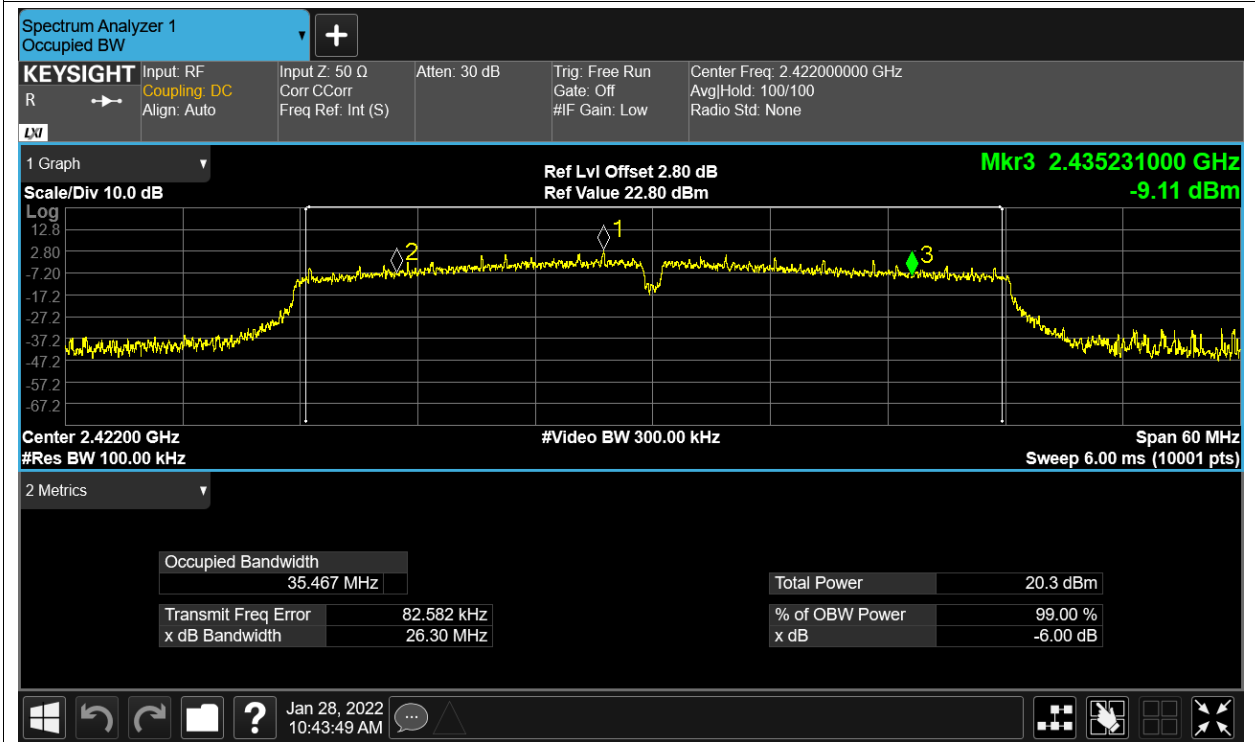 Spectrum Analyzer 1
Occupied BW
KEYSIGHT Input: RF Input Z: 50 Ω Atten: 30 dB Trig: Free Run Center Freq: 2.422000000 GHz
R Coupling: DC Corr CCorr Gate: Off Avg|Hold: 100/100
Align: Auto Freq Ref: Int (S) #IF Gain: Low Radio Std: None
LXI
1 Graph Ref Lvl Offset 2.80 dB Mkr3 2.435231000 GHz
Scale/Div 10.0 dB Ref Value 22.80 dBm -9.11 dBm
Log
12.8
2.80
-7.20
-17.2
-27.2
-37.2
-47.2
-57.2
-67.2
2
1
3
Center 2.42200 GHz #Video BW 300.00 kHz Span 60 MHz
#Res BW 100.00 kHz Sweep 6.00 ms (10001 pts)
2 Metrics
Occupied Bandwidth
35.467 MHz Total Power 20.3 dBm
Transmit Freq Error 82.582 kHz % of OBW Power 99.00 %
x dB Bandwidth 26.30 MHz x dB -6.00 dB
? Jan 28, 2022
10:43:49 AM